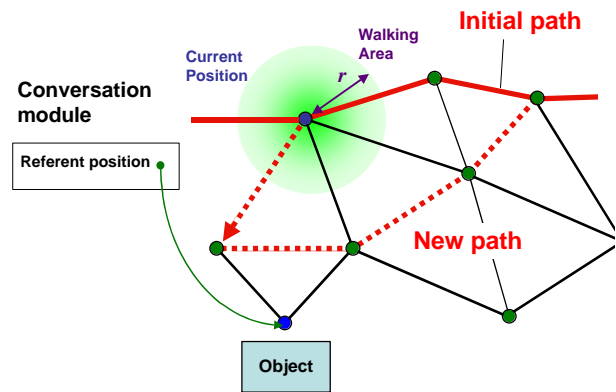 Initial path
Walking
Area
Current
Position
r
Conversation
module
Referent position
New path
Object